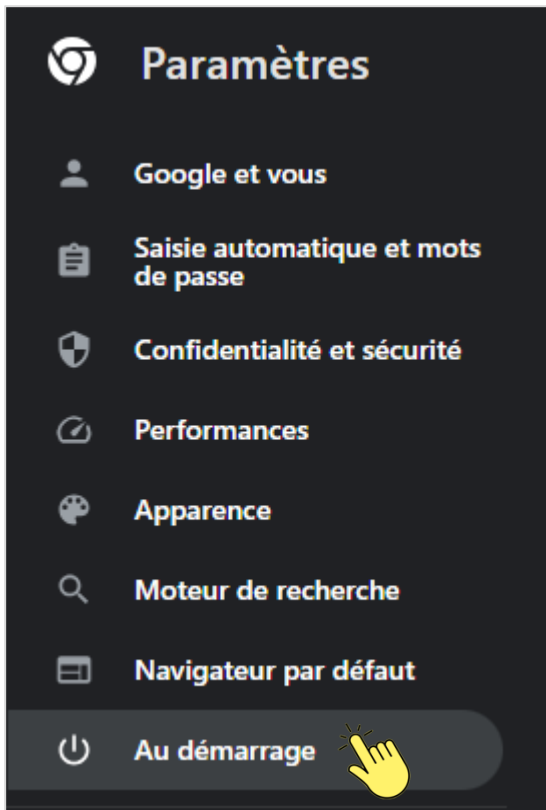 Paramètres
Google et vous
Saisie automatique et mots
de passe
Confidentialité et sécurité
Performances
Apparence
Moteur de recherche
Navigateur par défaut
Au démarrage